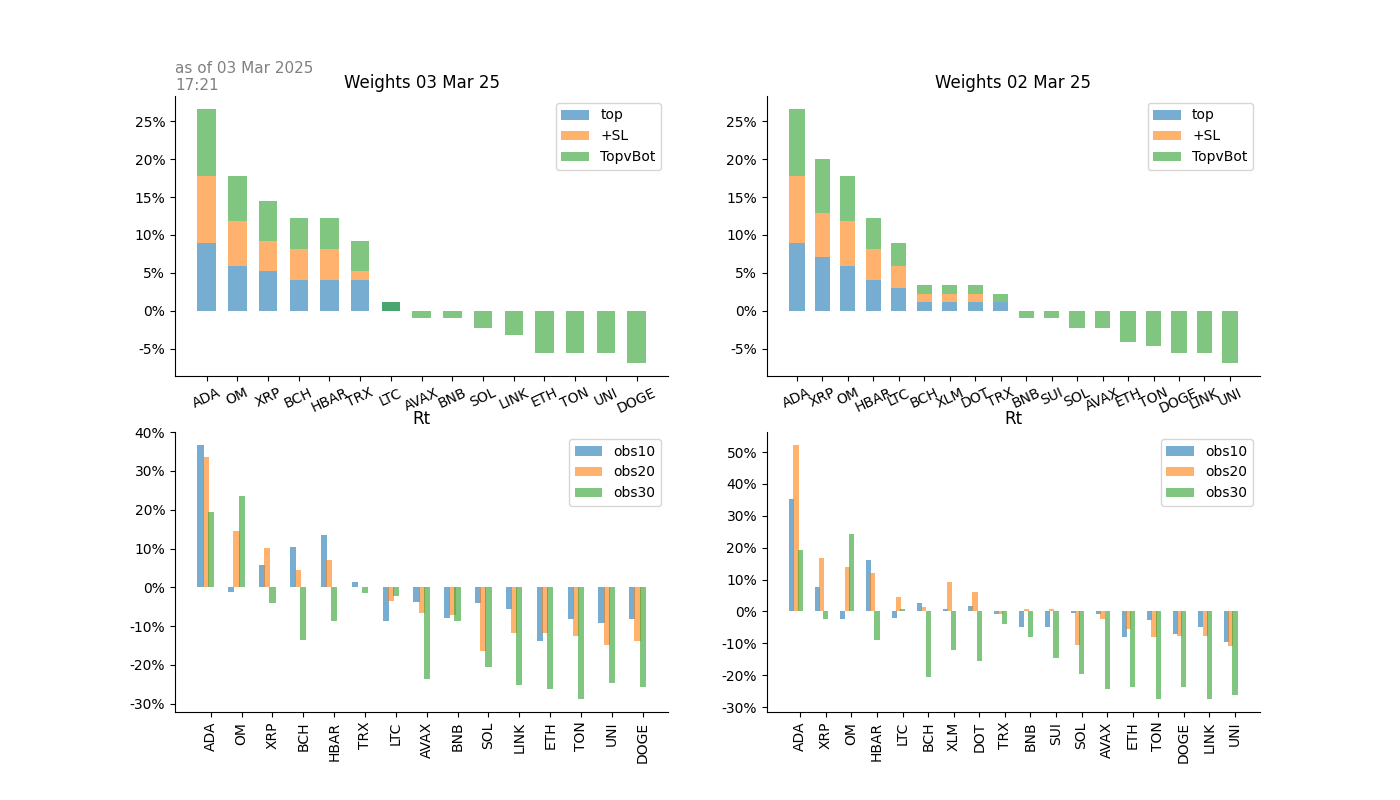 as of 03 Mar 2025
17:21
Weights 03 Mar 25
25%
20%
15%
10%
5%
0%
-5%
top
+SL
TopvBot
ADA OM XRP BCH HBAR TRX LTC AVAX BNB SOL LINK ETH TON UNI DOGE
Weights 02 Mar 25
25%
20%
15%
10%
5%
0%
-5%
top
+SL
TopvBot
ADA XRP OM HBAR LTC BCH XLM DOT TRX BNB SUI SOL AVAX ETH TON DOGE LINK UNI
Rt
40%
30%
20%
10%
0%
-10%
-20%
-30%
obs10
obs20
obs30
ADA OM XRP BCH HBAR TRX LTC AVAX BNB SOL LINK ETH TON UNI DOGE
Rt
50%
40%
30%
20%
10%
0%
-10%
-20%
-30%
obs10
obs20
obs30
ADA XRP OM HBAR LTC BCH XLM DOT TRX BNB SUI SOL AVAX ETH TON DOGE LINK UNI